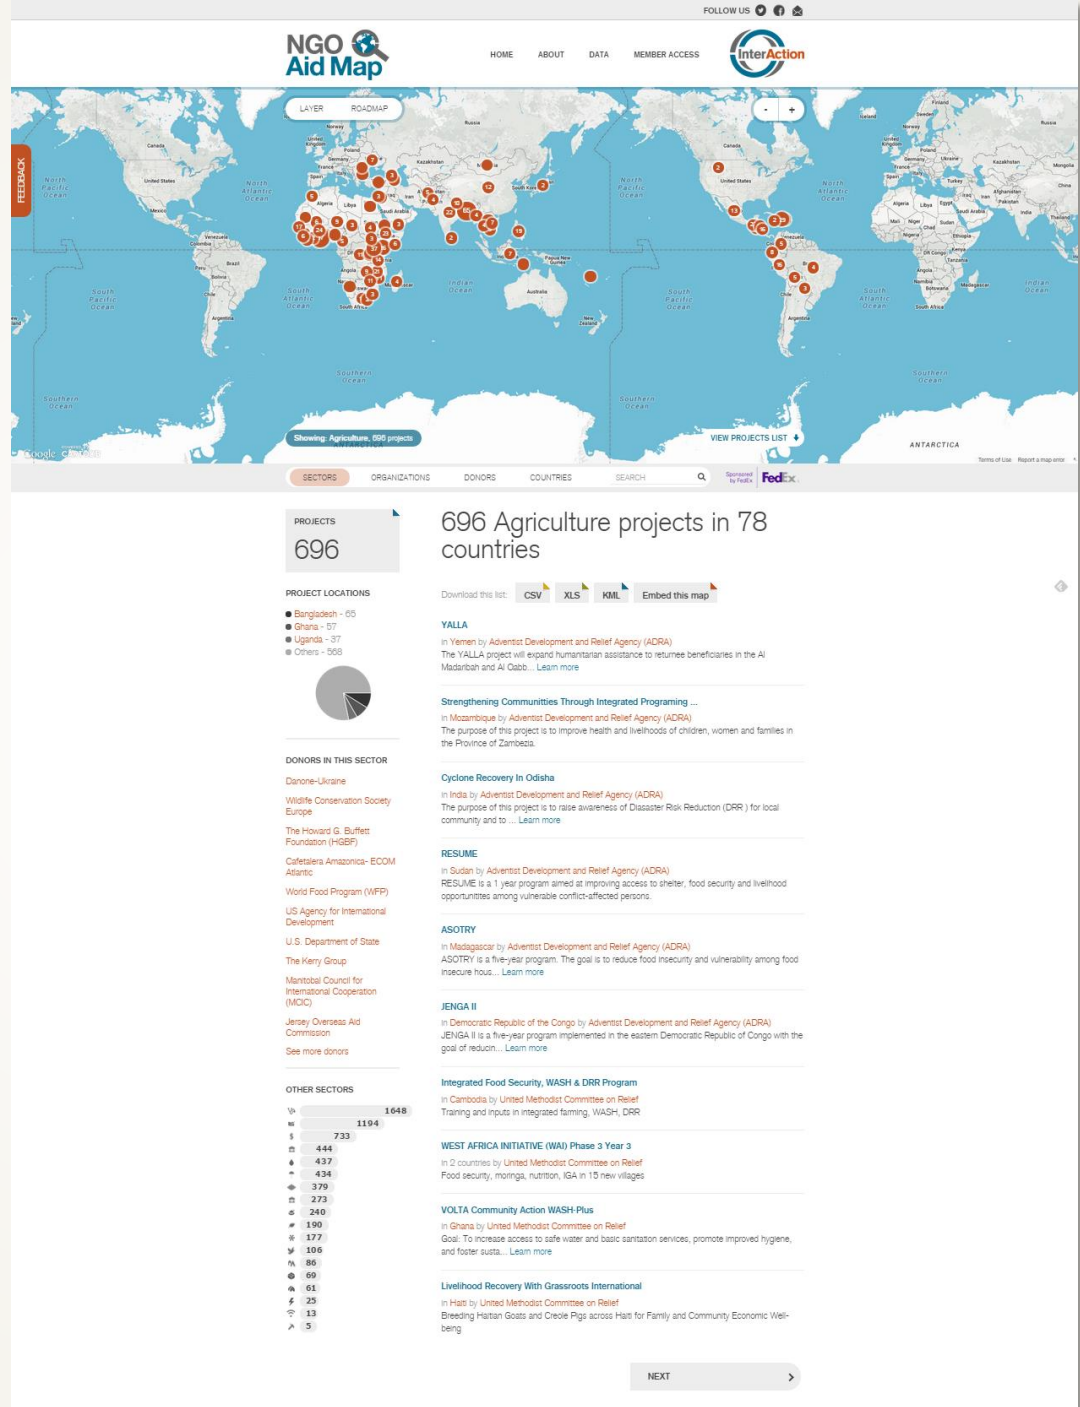 FOLLOW US
NGO
Aid Map
HOME ABOUT DATA MEMBER ACCESS
InterAction
LAYER ROADMAP
- +
FEEDBACK
Showing: Agriculture, 696 projects
VIEW PROJECTS LIST
ANTARCTICA
Google
Terms of Use Report a map error
SECTORS ORGANIZATIONS DONORS COUNTRIES SEARCH
Sponsored
by FedEx
FedEx
PROJECTS
696
PROJECT LOCATIONS
Bangladesh - 65
Ghana - 57
Uganda - 37
Others - 568
DONORS IN THIS SECTOR
Danone-Ukraine
Wildlife Conservation Society
Europe
The Howard G. Buffett
Foundation (HGBF)
Cafetalera Amazonica- ECOM
Atlantic
World Food Program (WFP)
US Agency for International
Development
U.S. Department of State
The Kerry Group
Manitobal Council for
International Cooperation
(MCIC)
Jersey Overseas Aid
Commission
See more donors
OTHER SECTORS
1648
1194
733
444
437
434
379
273
240
190
177
106
86
69
61
25
13
5
696 Agriculture projects in 78
countries
Download this list: CSV XLS KML Embed this map
YALLA
in Yemen by Adventist Development and Relief Agency (ADRA)
The YALLA project will expand humanitarian assistance to returnee beneficiaries in the Al
Madaribah and Al Qabb... Learn more
Strengthening Communitties Through Integrated Programing ...
in Mozambique by Adventist Development and Relief Agency (ADRA)
The purpose of this project is to improve health and livelihoods of children, women and families in
the Province of Zambezia.
Cyclone Recovery In Odisha
in India by Adventist Development and Relief Agency (ADRA)
The purpose of this project is to raise awareness of Diasaster Risk Reduction (DRR ) for local
community and to ... Learn more
RESUME
in Sudan by Adventist Development and Relief Agency (ADRA)
RESUME is a 1 year program aimed at improving access to shelter, food security and livelihood
opportunitites among vulnerable conflict-affected persons.
ASOTRY
in Madagascar by Adventist Development and Relief Agency (ADRA)
ASOTRY is a five-year program. The goal is to reduce food insecurity and vulnerability among food
insecure hous... Learn more
JENGA II
in Democratic Republic of the Congo by Adventist Development and Relief Agency (ADRA)
JENGA II is a five-year program implemented in the eastern Democratic Republic of Congo with the
goal of reducin... Learn more
Integrated Food Security, WASH & DRR Program
in Cambodia by United Methodist Committee on Relief
Training and inputs in integrated farming, WASH, DRR
WEST AFRICA INITIATIVE (WAI) Phase 3 Year 3
in 2 countries by United Methodist Committee on Relief
Food security, moringa, nutrition, IGA in 15 new villages
VOLTA Community Action WASH-Plus
in Ghana by United Methodist Committee on Relief
Goal: To increase access to safe water and basic sanitation services, promote improved hygiene,
and foster susta... Learn more
Livelihood Recovery With Grassroots International
in Haiti by United Methodist Committee on Relief
Breeding Haitian Goats and Creole Pigs across Haiti for Family and Community Economic Well-
being
NEXT